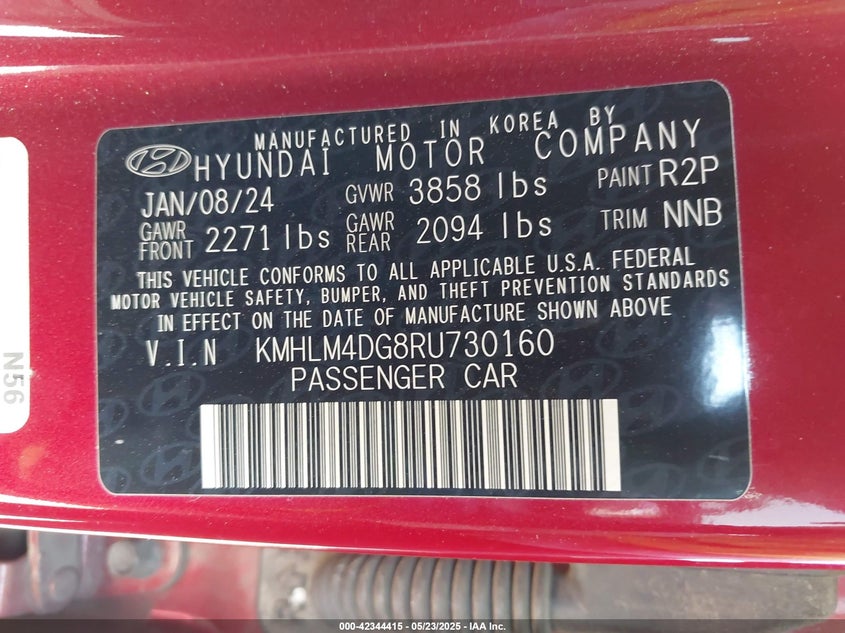 MANUFACTURED IN KOREA BY
HYUNDAI MOTOR COMPANY
JAN/08/24 GVWR 3858 lbs PAINT R2P
GAWR FRONT 2271 lbs GAWR REAR 2094 lbs TRIM NNB
THIS VEHICLE CONFORMS TO ALL APPLICABLE U.S.A. FEDERAL
MOTOR VEHICLE SAFETY, BUMPER, AND THEFT PREVENTION STANDARDS
IN EFFECT ON THE DATE OF MANUFACTURE SHOWN ABOVE
V.I.N KMHLM4DG8RU730160
PASSENGER CAR
N56
000-42344415 - 05/23/2025 - IAA Inc.